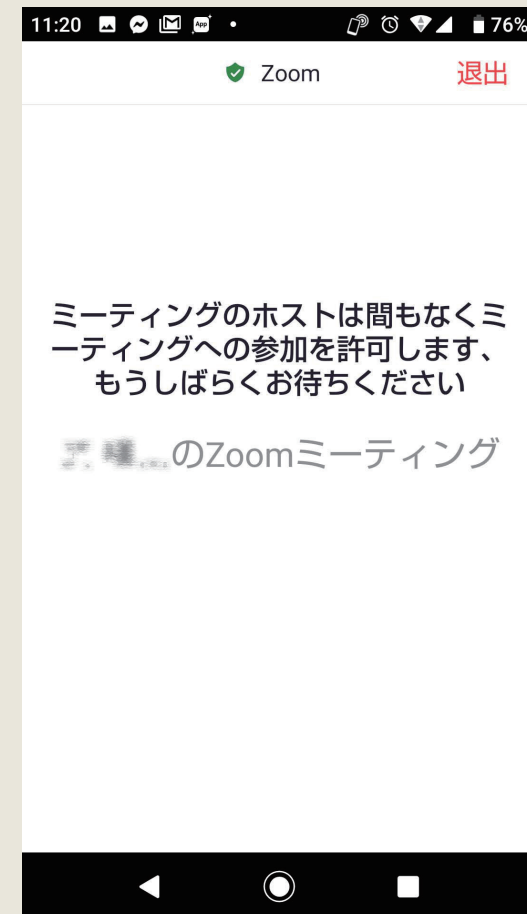 11:20 76%
Zoom
退出
ミーティングのホストは間もなくミ
ーティングへの参加を許可します、
もうしばらくお待ちください
のZoomミーティング